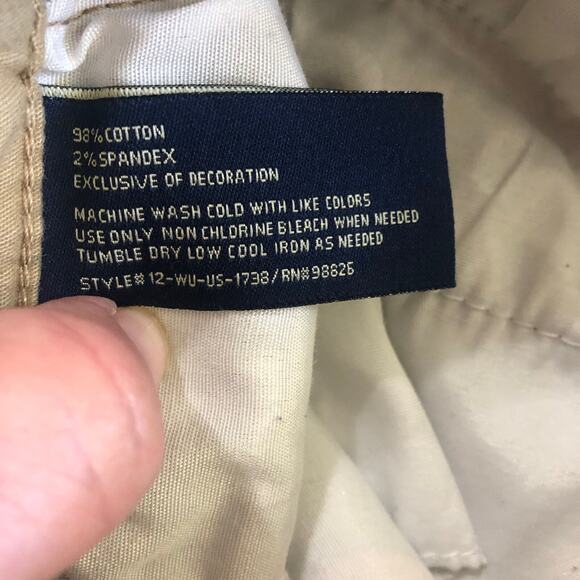 98% COTTON
2% SPANDEX
EXCLUSIVE OF DECORATION
MACHINE WASH COLD WITH LIKE COLORS
USE ONLY NON CHLORINE BLEACH WHEN NEEDED
TUMBLE DRY LOW COOL IRON AS NEEDED
STYLE# 12-WU-US-1738/RN#98826